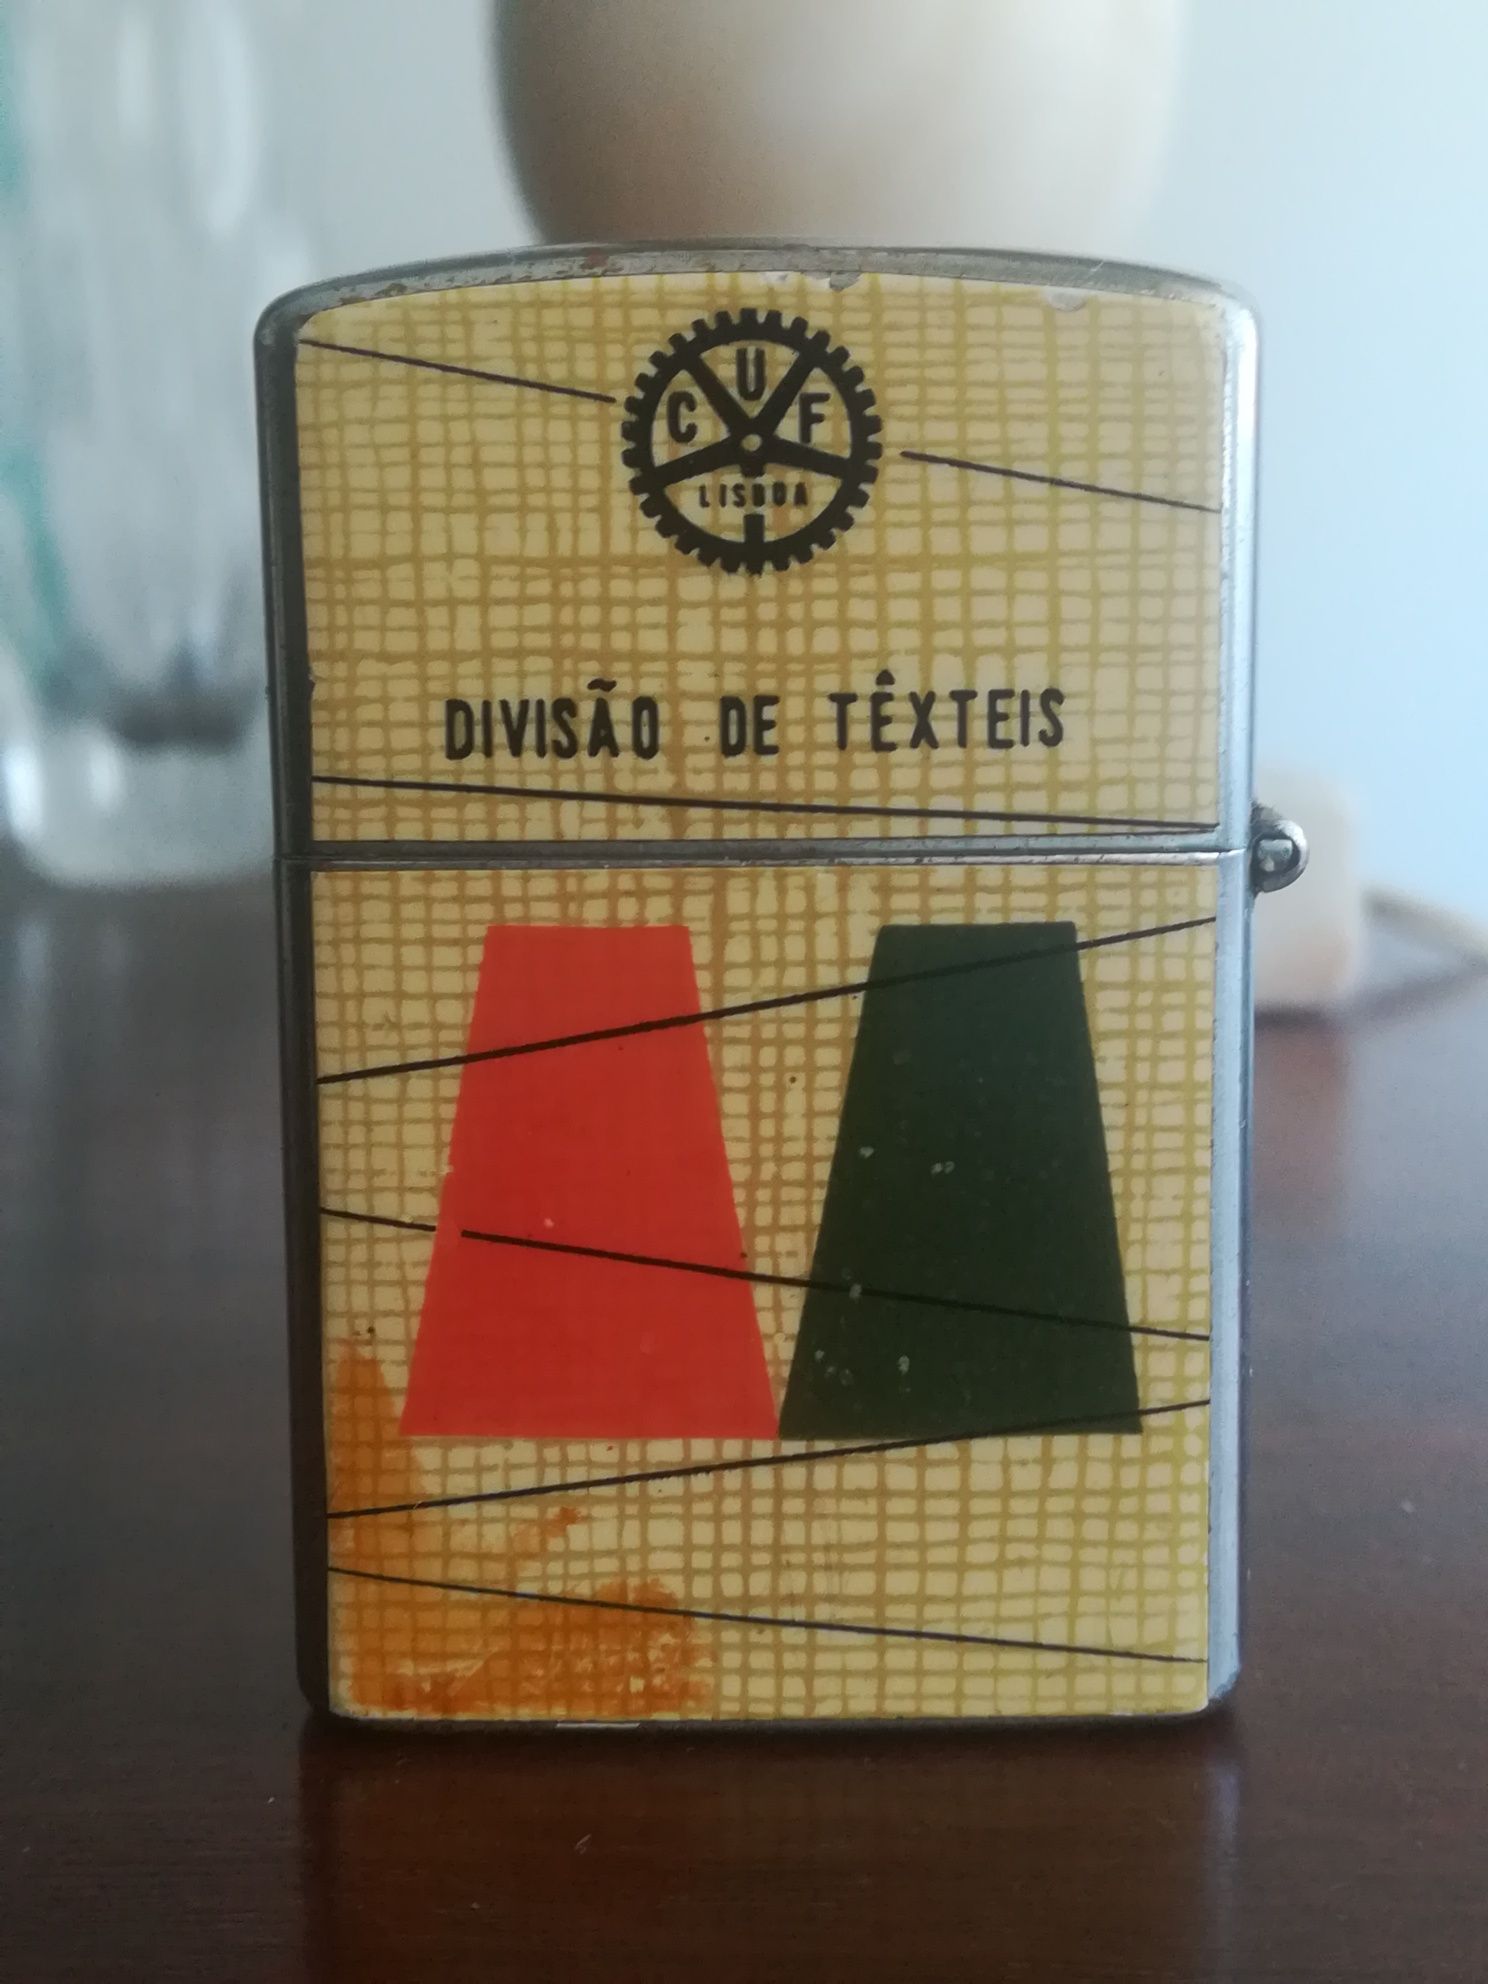 C U F
LISBOA
DIVISÃO DE TÊXTEIS